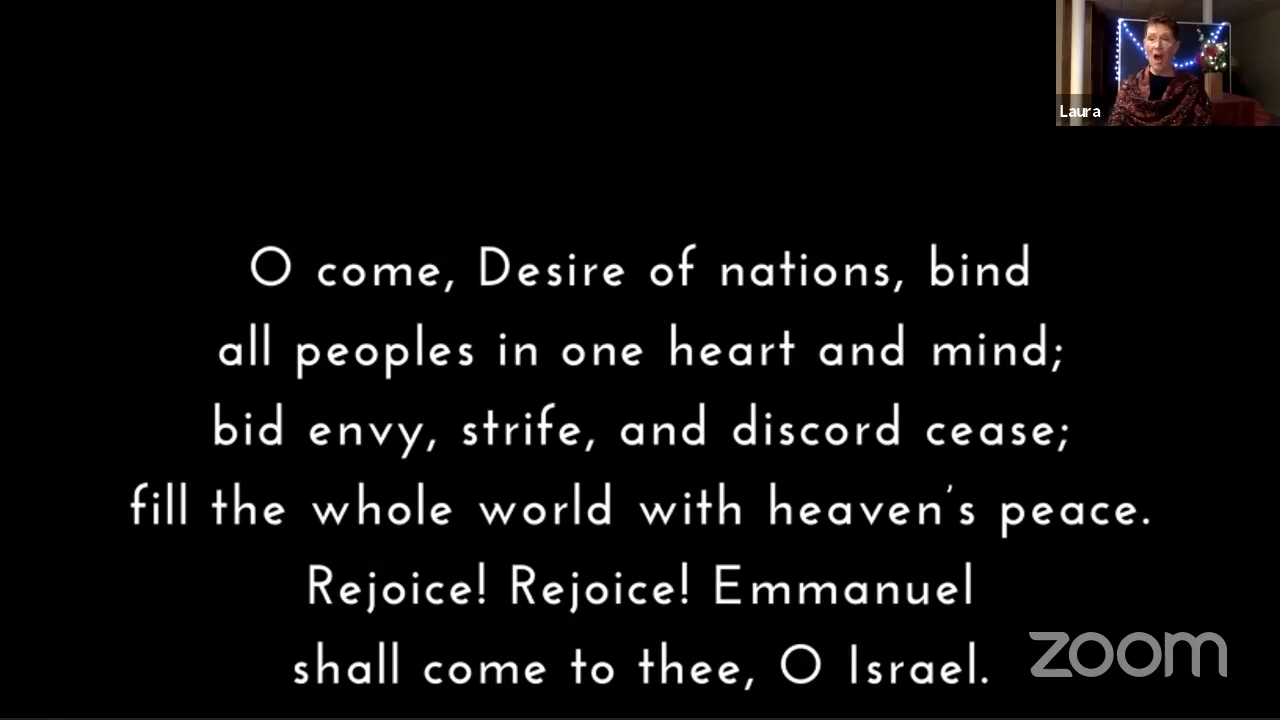 Laura
O come, Desire of nations, bind
all peoples in one heart and mind;
bid envy, strife, and discord cease;
fill the whole world with heaven's peace.
Rejoice! Rejoice! Emmanuel
shall come to thee, O Israel.
zoom